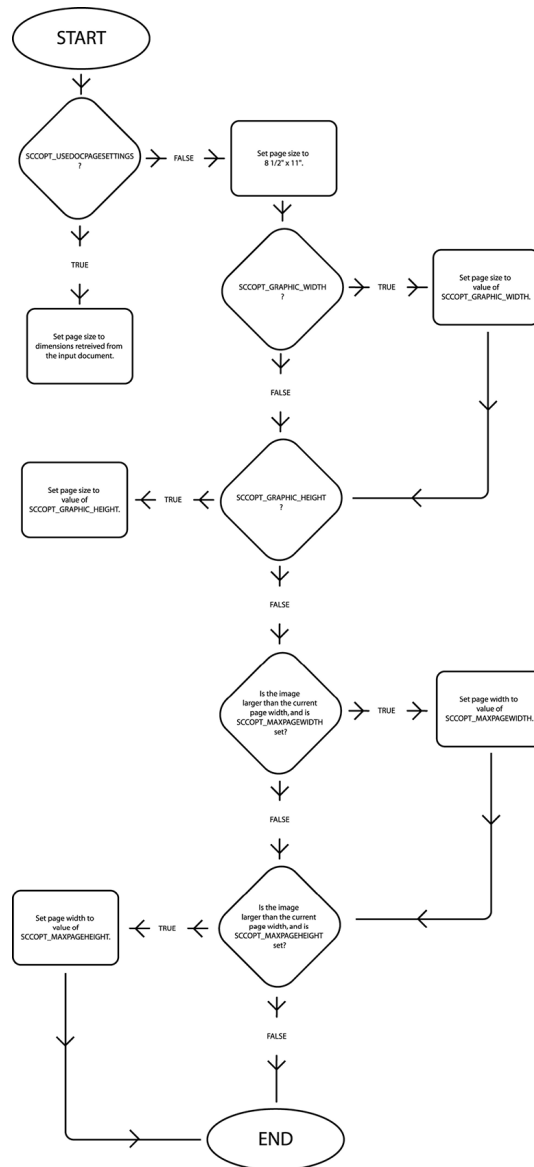 START
SCCOPT_USEDOCPAGESETTINGS
?
FALSE
Set page size to
8 1/2" x 11".
TRUE
SCCOPT_GRAPHIC_WIDTH
?
TRUE
Set page size to
value of
SCCOPT_GRAPHIC_WIDTH.
Set page size to
dimensions retreived from
the input document.
FALSE
Set page size to
value of
SCCOPT_GRAPHIC_HEIGHT.
TRUE
SCCOPT_GRAPHIC_HEIGHT
?
FALSE
Is the image
larger than the current
page width, and is
SCCOPT_MAXPAGEWIDTH
set?
TRUE
Set page width to
value of
SCCOPT_MAXPAGEWIDTH.
FALSE
Set page width to
value of
SCCOPT_MAXPAGEHEIGHT.
TRUE
Is the image
larger than the current
page width, and is
SCCOPT_MAXPAGEHEIGHT
set?
FALSE
END